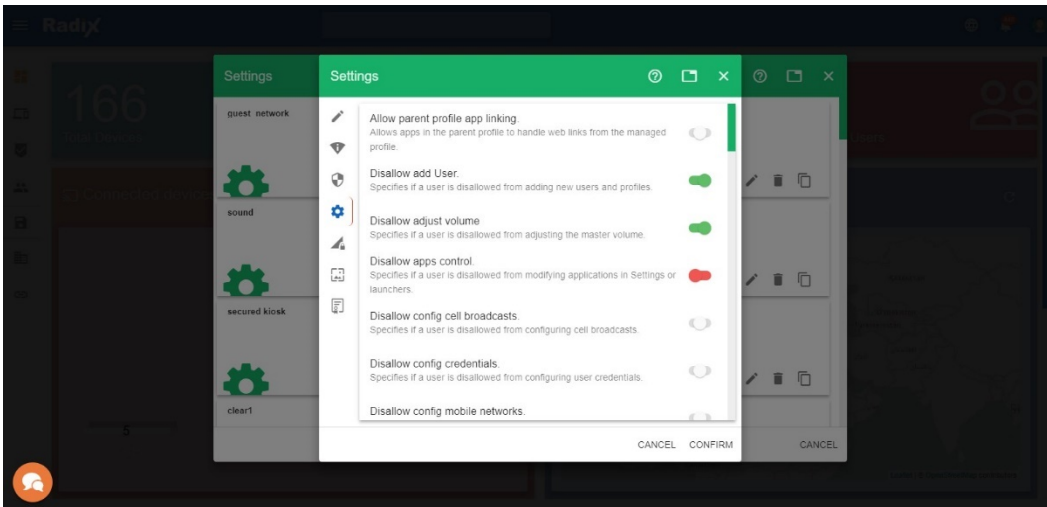 Radix
166
Total Devices
Connected devices
5
Users
Settings
guest network
sound
secured kiosk
clear1
CANCEL
Settings
Allow parent profile app linking.
Allows apps in the parent profile to handle web links from the managed
profile.
Disallow add User.
Specifies if a user is disallowed from adding new users and profiles.
Disallow adjust volume
Specifies if a user is disallowed from adjusting the master volume.
Disallow apps control.
Specifies if a user is disallowed from modifying applications in Settings or
launchers.
Disallow config cell broadcasts.
Specifies if a user is disallowed from configuring cell broadcasts.
Disallow config credentials.
Specifies if a user is disallowed from configuring user credentials.
Disallow config mobile networks.
CANCEL CONFIRM